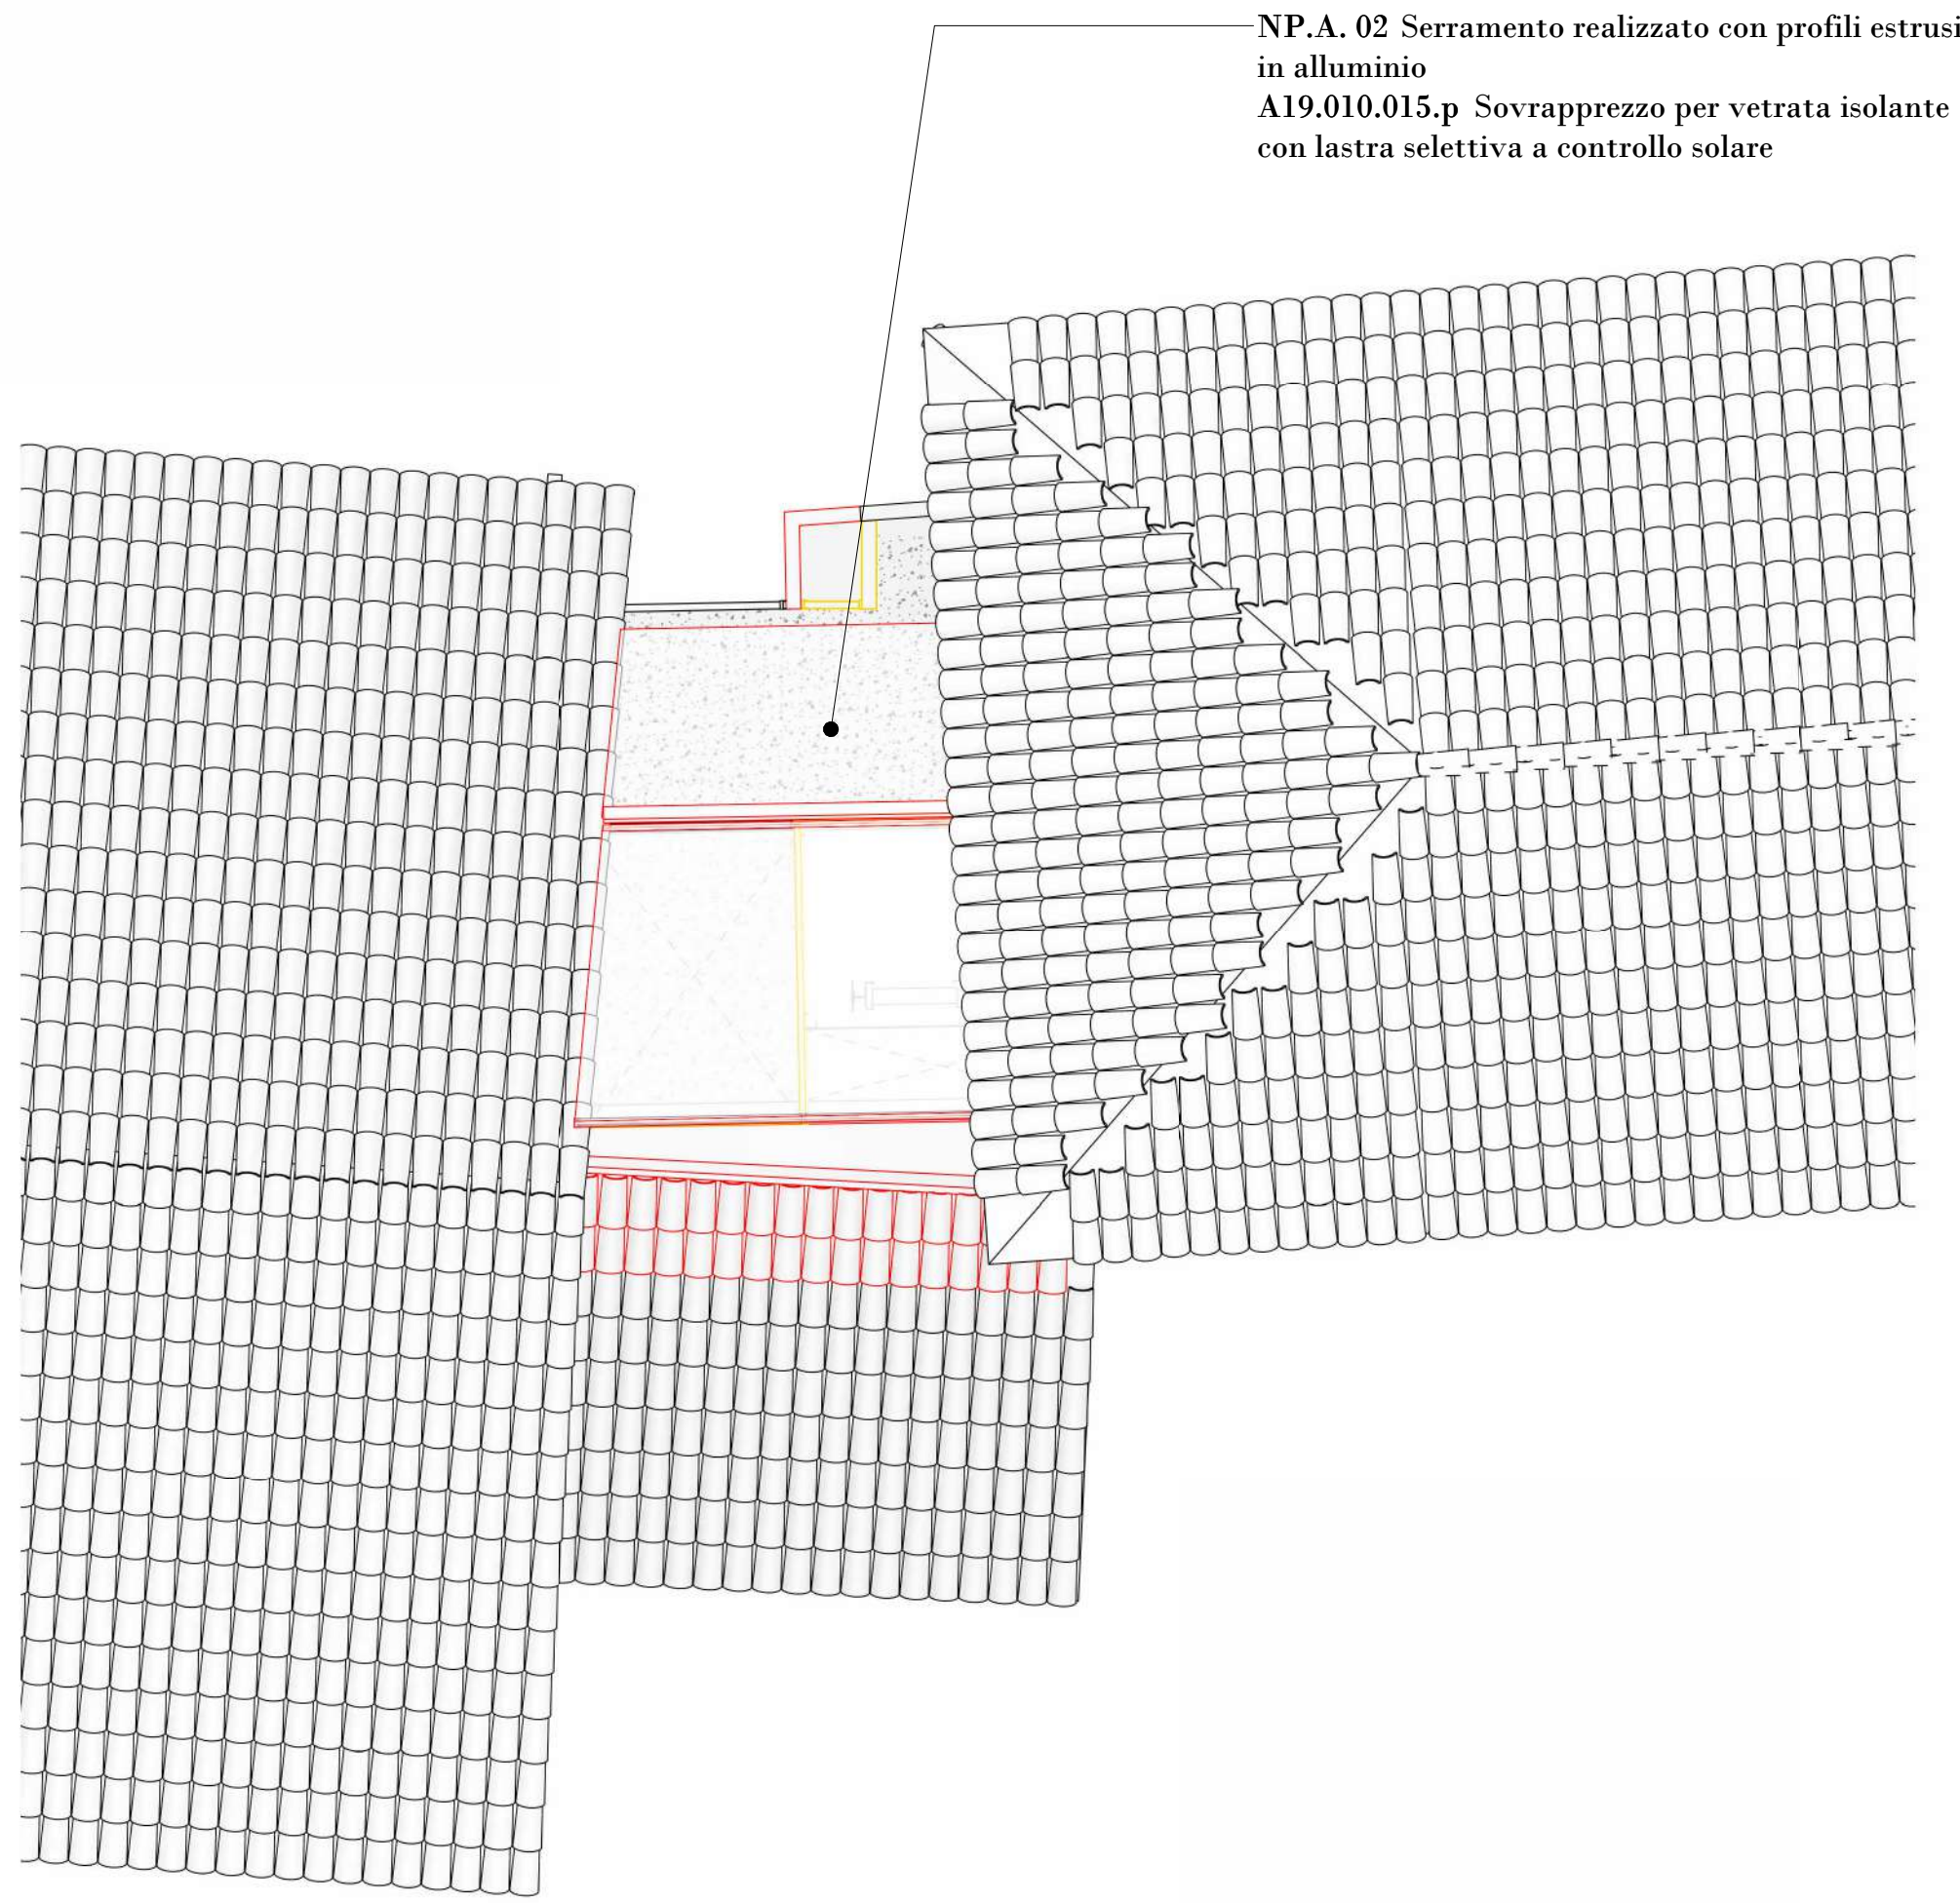 NP.A. 02 Serramento realizzato con profili estrusi
in alluminio
A19.010.015.p Sovrapprezzo per vetrata isolante
con lastra selettiva a controllo solare